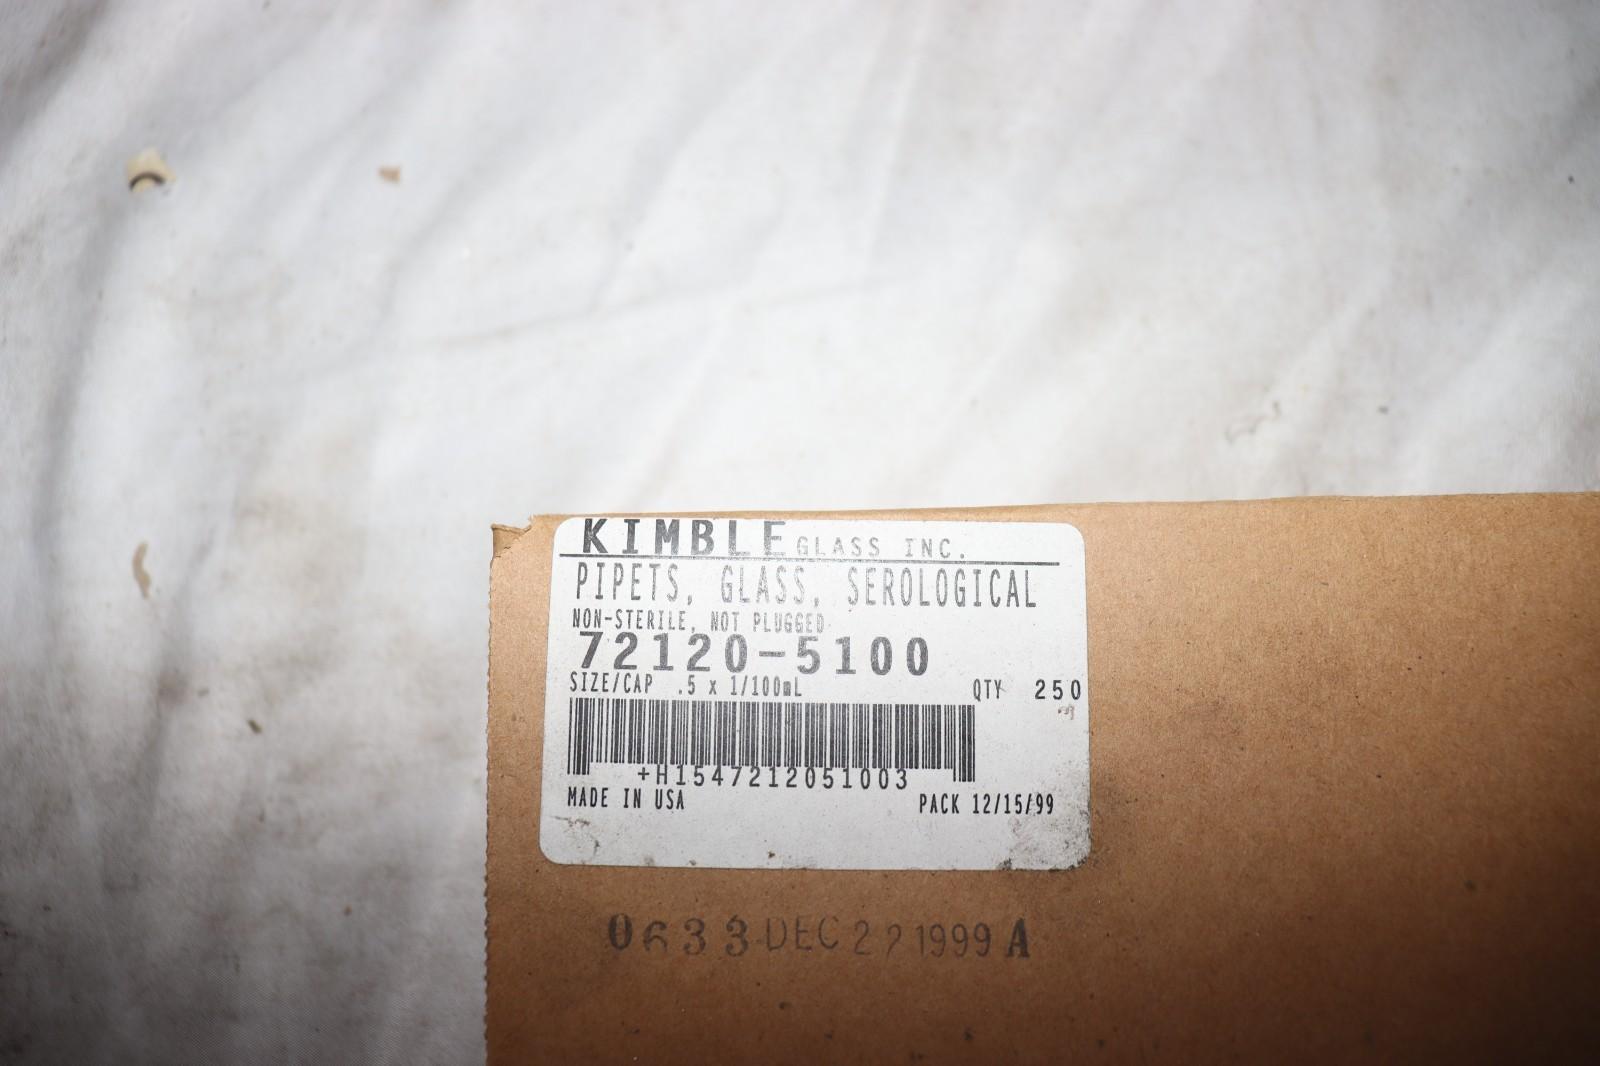 KIMBLE GLASS INC.
PIPETS, GLASS, SEROLOGICAL
NON-STERILE, NOT PLUGGED
72120-5100
SIZE/CAP .5 x 1/100mL QTY 250
+H1547212051003
MADE IN USA PACK 12/15/99
0633 DEC 22 1999 A